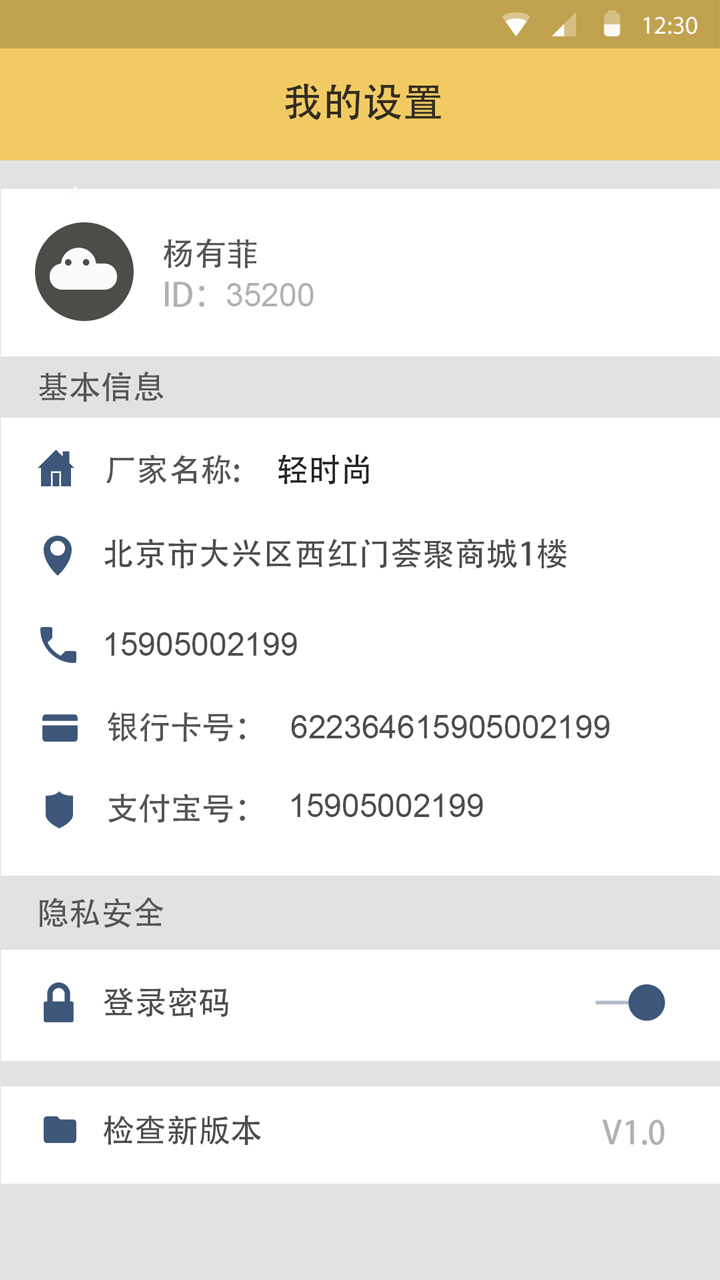 12:30
我的设置
杨有菲
ID：35200
基本信息
厂家名称: 轻时尚
北京市大兴区西红门荟聚商城1楼
15905002199
银行卡号： 622364615905002199
支付宝号： 15905002199
隐私安全
登录密码
检查新版本 V1.0